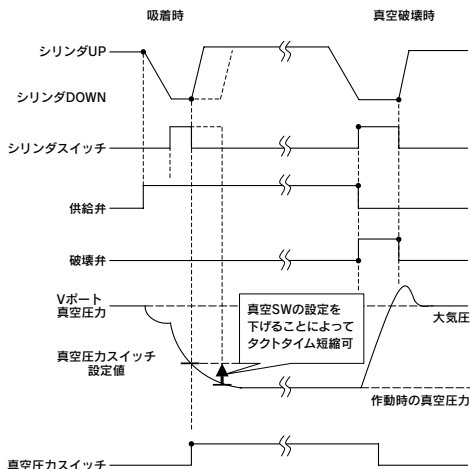 吸着時
真空破壊時
シリンダUP
シリンダDOWN
シリンダスイッチ
供給弁
破壊弁
Vポート
真空圧力
真空SWの設定を
下げることによって
タクトタイム短縮可
大気圧
真空圧力スイッチ
設定値
作動時の真空圧力
真空圧力スイッチ